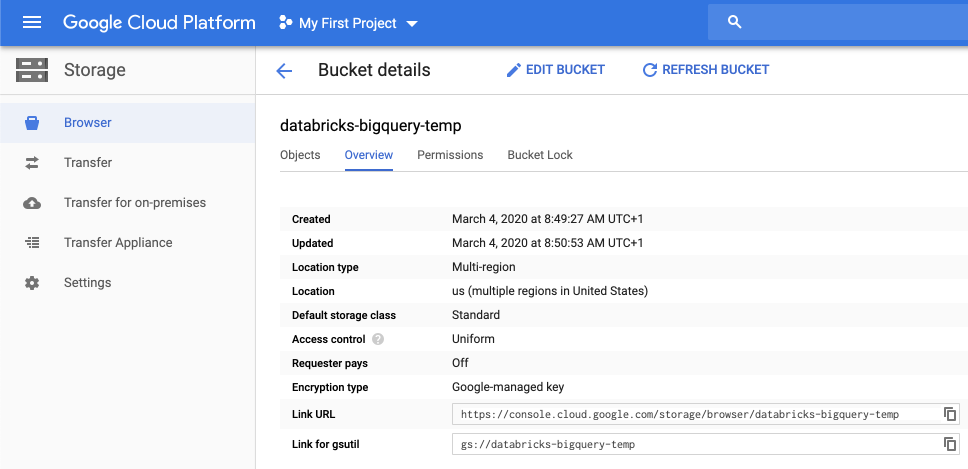 Google Cloud Platform
My First Project
Storage
Bucket details
EDIT BUCKET
REFRESH BUCKET
Browser
Transfer
Transfer for on-premises
Transfer Appliance
Settings
databricks-bigquery-temp
Objects Overview Permissions Bucket Lock
Created March 4, 2020 at 8:49:27 AM UTC+1
Updated March 4, 2020 at 8:50:53 AM UTC+1
Location type Multi-region
Location us (multiple regions in United States)
Default storage class Standard
Access control ? Uniform
Requester pays Off
Encryption type Google-managed key
Link URL https://console.cloud.google.com/storage/browser/databricks-bigquery-temp
Link for gsutil gs://databricks-bigquery-temp